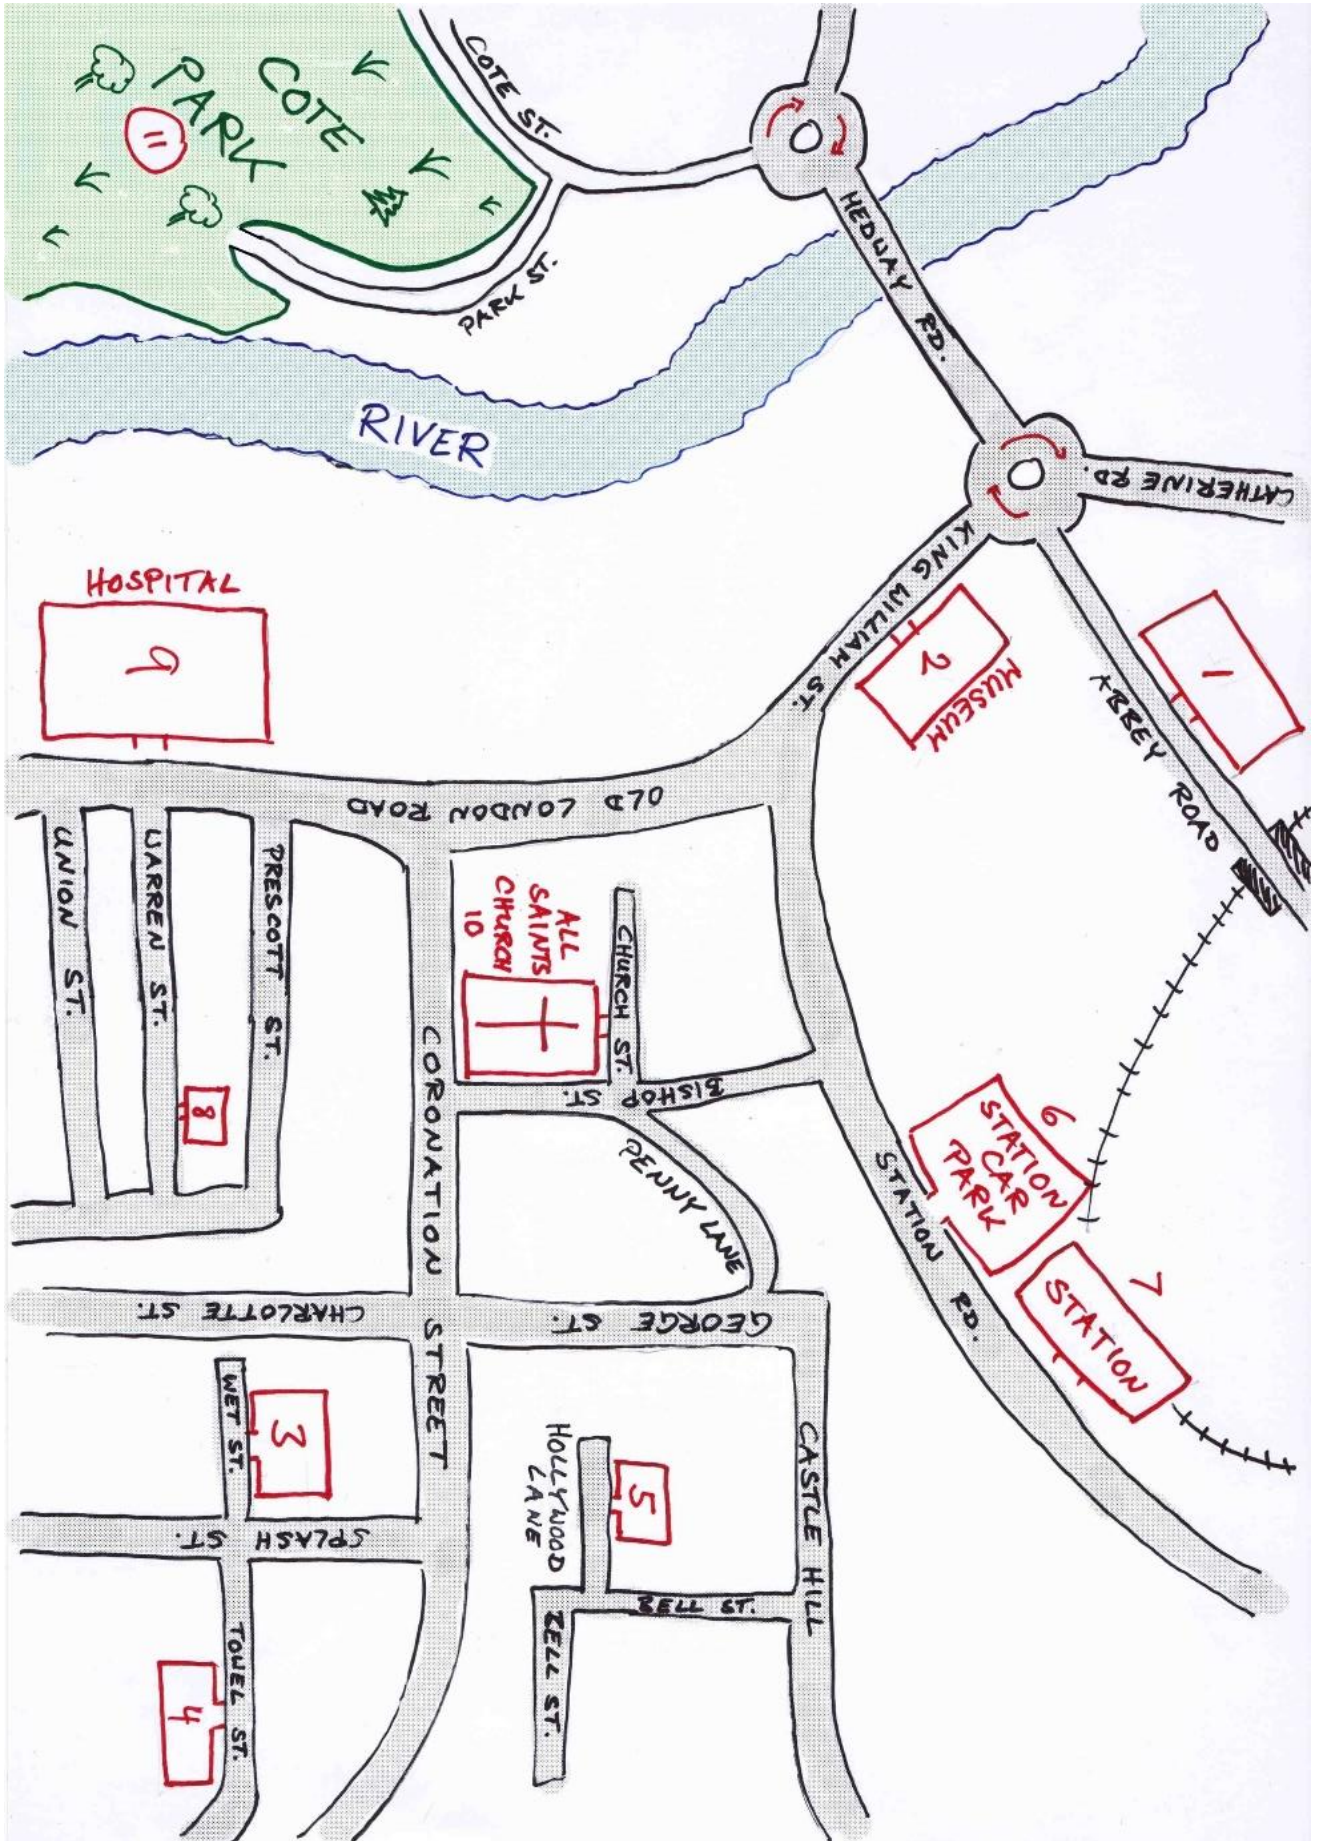 COTE
PARK
11
COTE ST.
PARK ST.
HEDWAY RD.
RIVER
CATHERINE RD.
KING WILLIAM ST.
HOSPITAL
9
2
MUSEUM
1
ABBEY ROAD
OLD LONDON ROAD
UNION ST.
WARREN ST.
PRESCOTT ST.
ALL
SAINTS
CHURCH
10
CHURCH ST.
8
BISHOP ST.
PENNY LANE
CORONATION STREET
6
STATION
CAR
PARK
STATION RD.
7
STATION
CHARLOTTE ST.
GEORGE ST.
WET ST.
3
HOLLYWOOD
LANE
5
CASTLE HILL
SPLASH ST.
BELL ST.
BELL ST.
TOWEL ST.
4